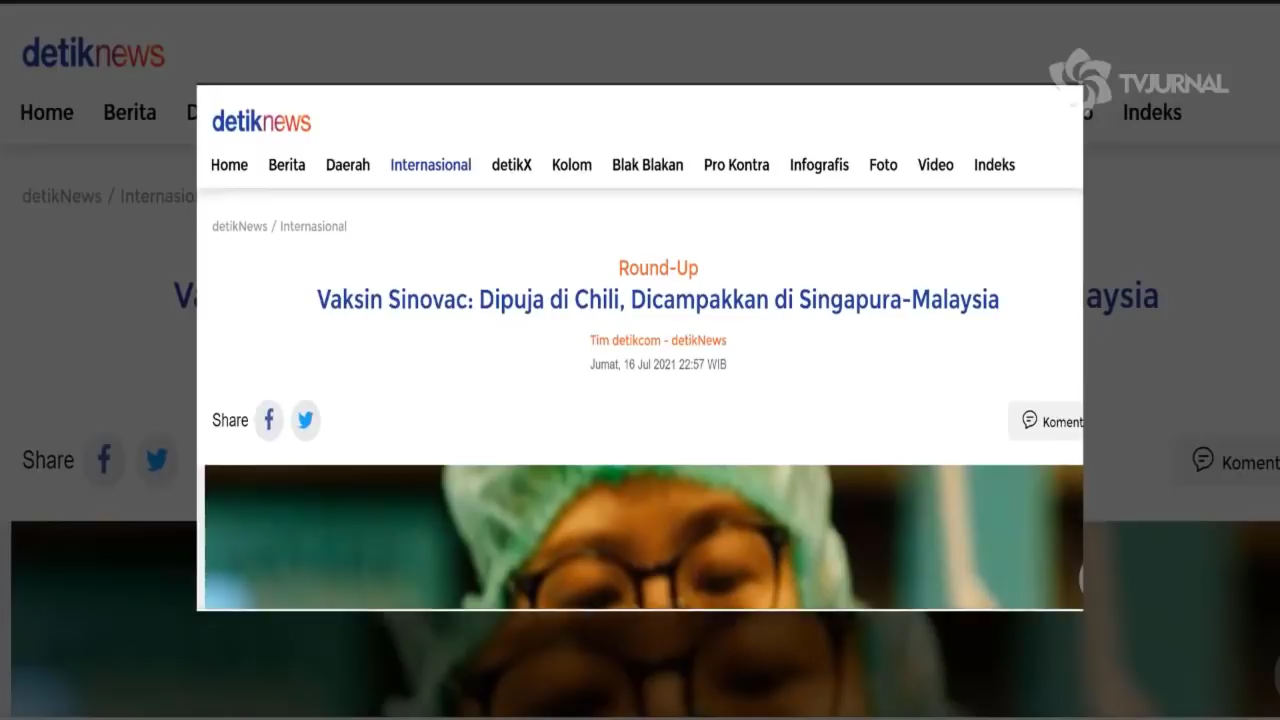 detiknews
Home Berita D Indeks
TVJURNAL
detikNews / Internasio
aysia
Share
Koment
detiknews
Home Berita Daerah Internasional detikX Kolom Blak Blakan Pro Kontra Infografis Foto Video Indeks
detikNews / Internasional
Round-Up
Vaksin Sinovac: Dipuja di Chili, Dicampakkan di Singapura-Malaysia
Tim detikcom - detikNews
Jumat, 16 Jul 2021 22:57 WIB
Share
Koment